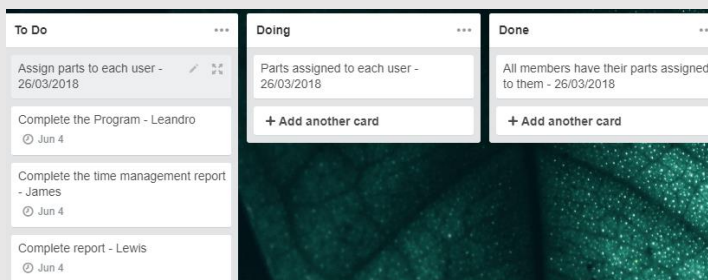 To Do
Assign parts to each user -
26/03/2018
Complete the Program - Leandro
Jun 4
Complete the time management report
- James
Jun 4
Complete report - Lewis
Jun 4
Doing
Parts assigned to each user -
26/03/2018
+ Add another card
Done
All members have their parts assigned
to them - 26/03/2018
+ Add another card